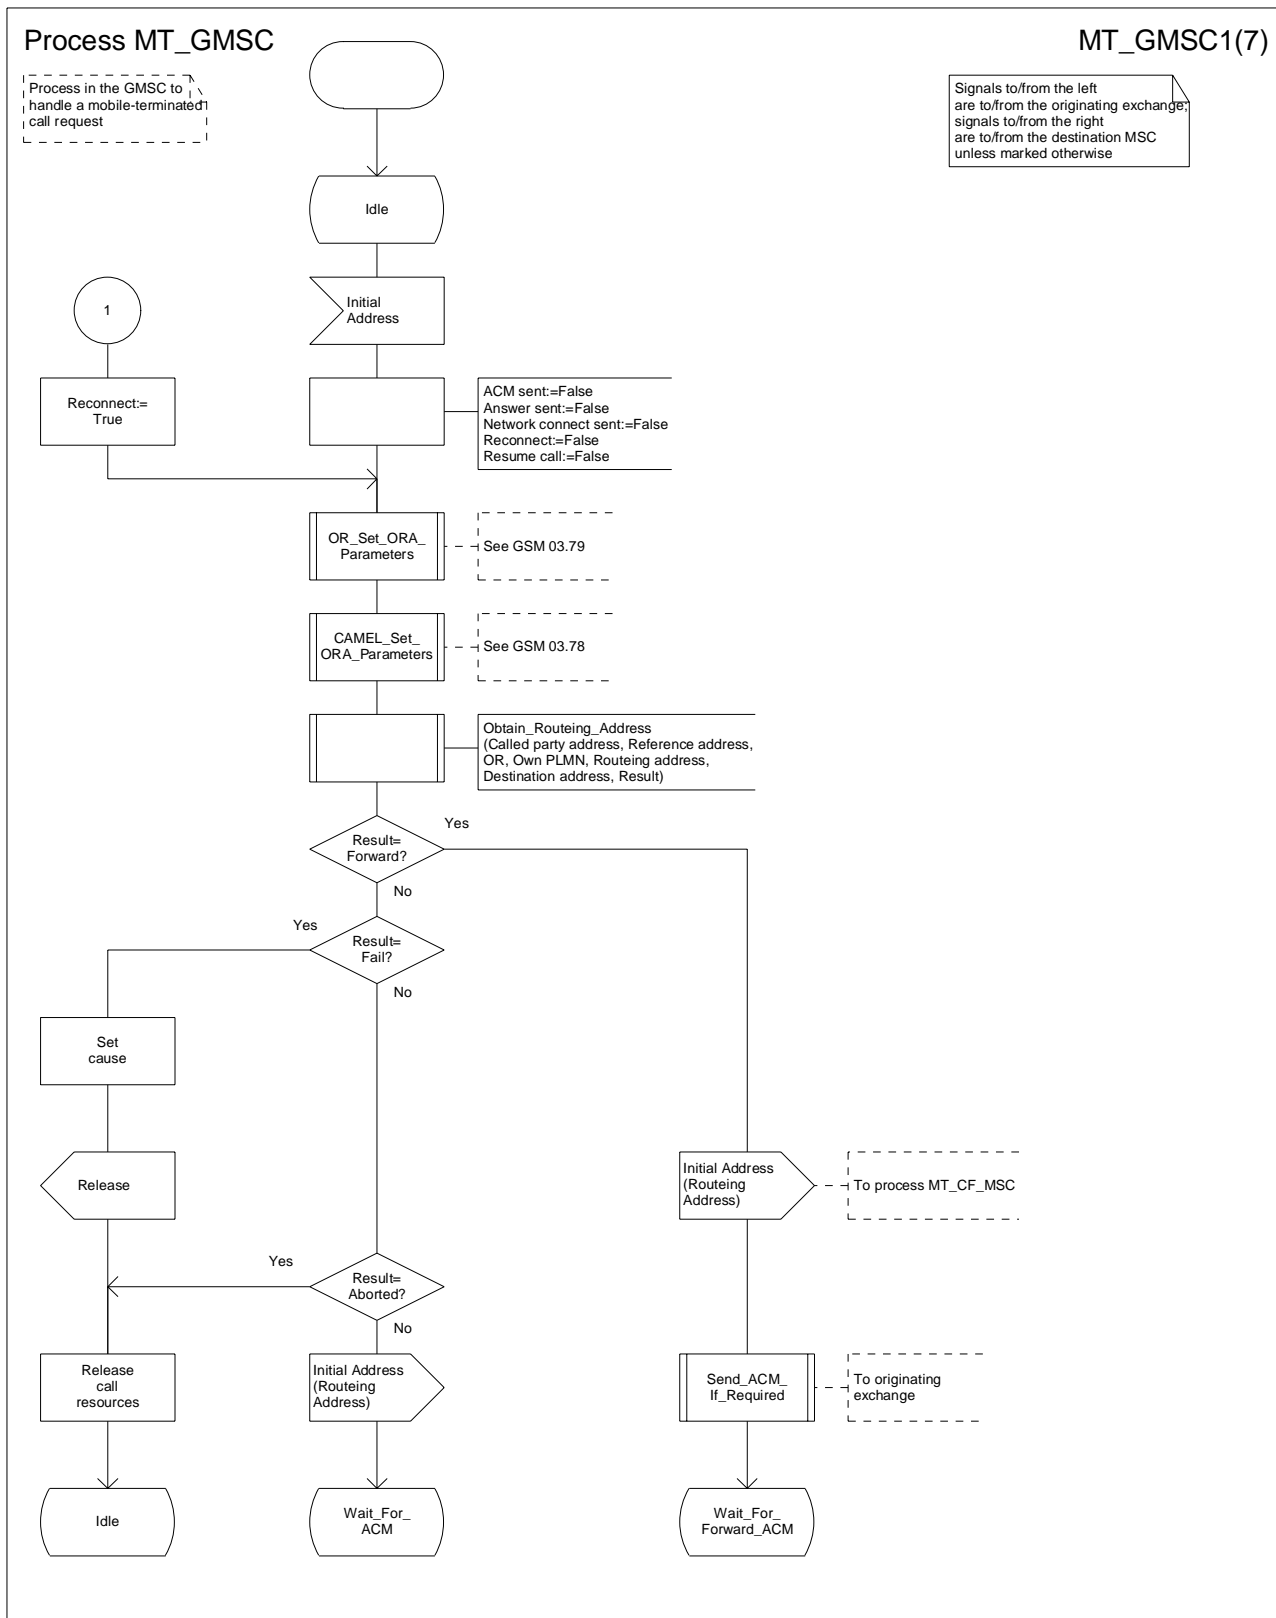 Process MT_GMSC
MT_GMSC1(7)
Process in the GMSC to
handle a mobile-terminated
call request
Signals to/from the left
are to/from the originating exchange;
signals to/from the right
are to/from the destination MSC
unless marked otherwise
Idle
1
Initial
Address
Reconnect:=
True
ACM sent:=False
Answer sent:=False
Network connect sent:=False
Reconnect:=False
Resume call:=False
OR_Set_ORA_
Parameters
See GSM 03.79
CAMEL_Set_
ORA_Parameters
See GSM 03.78
Obtain_Routeing_Address
(Called party address, Reference address,
OR, Own PLMN, Routeing address,
Destination address, Result)
Result=
Forward?
Yes
No
Yes
Result=
Fail?
No
Set
cause
Release
Initial Address
(Routeing
Address)
To process MT_CF_MSC
Yes
Result=
Aborted?
No
Release
call
resources
Initial Address
(Routeing
Address)
Send_ACM_
If_Required
To originating
exchange
Idle
Wait_For_
ACM
Wait_For_
Forward_ACM